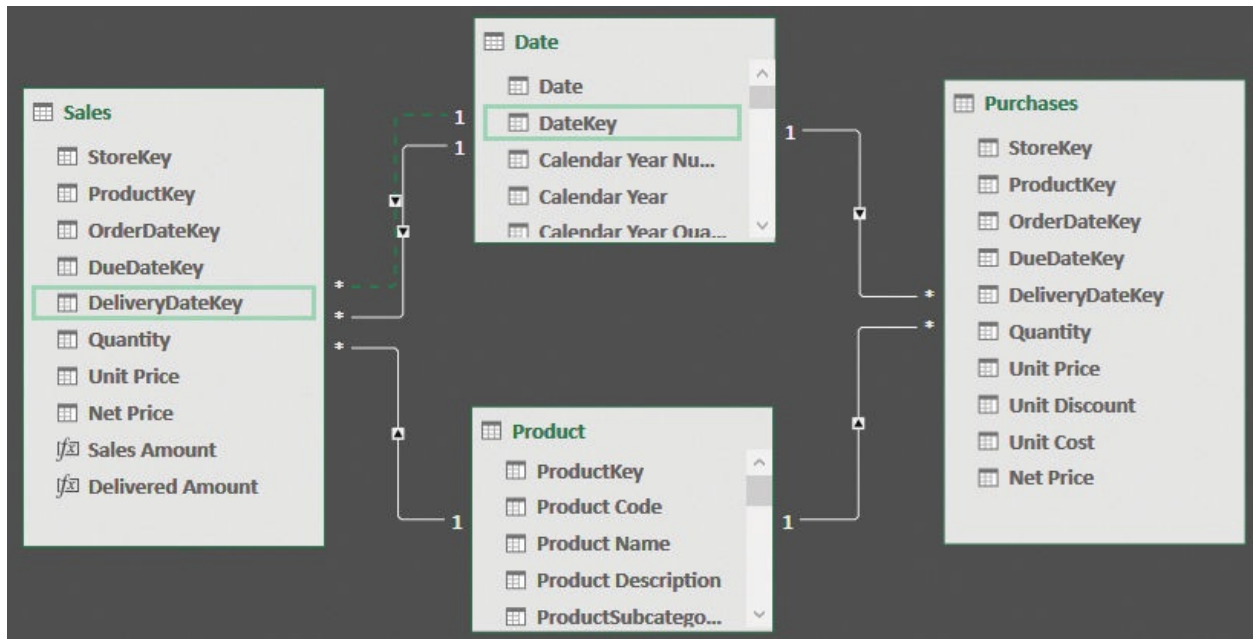 Sales
StoreKey
ProductKey
OrderDateKey
DueDateKey
DeliveryDateKey
Quantity
Unit Price
Net Price
fx Sales Amount
fx Delivered Amount
*
*
*
1
1
1
Date
Date
DateKey
Calendar Year Nu...
Calendar Year
Calendar Year Qua...
1
Product
ProductKey
Product Code
Product Name
Product Description
ProductSubcatego...
1
*
*
Purchases
StoreKey
ProductKey
OrderDateKey
DueDateKey
DeliveryDateKey
Quantity
Unit Price
Unit Discount
Unit Cost
Net Price